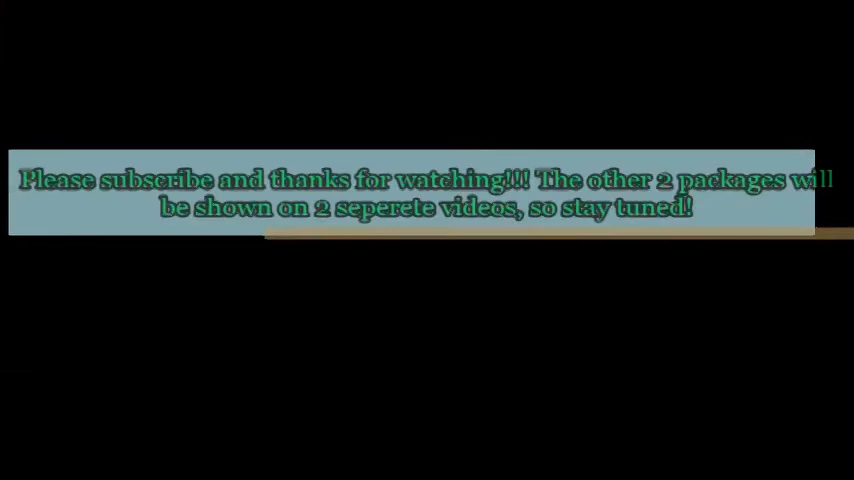 Please subscribe and thanks for watching!!! The other 2 packages will
be shown on 2 seperete videos, so stay tuned!